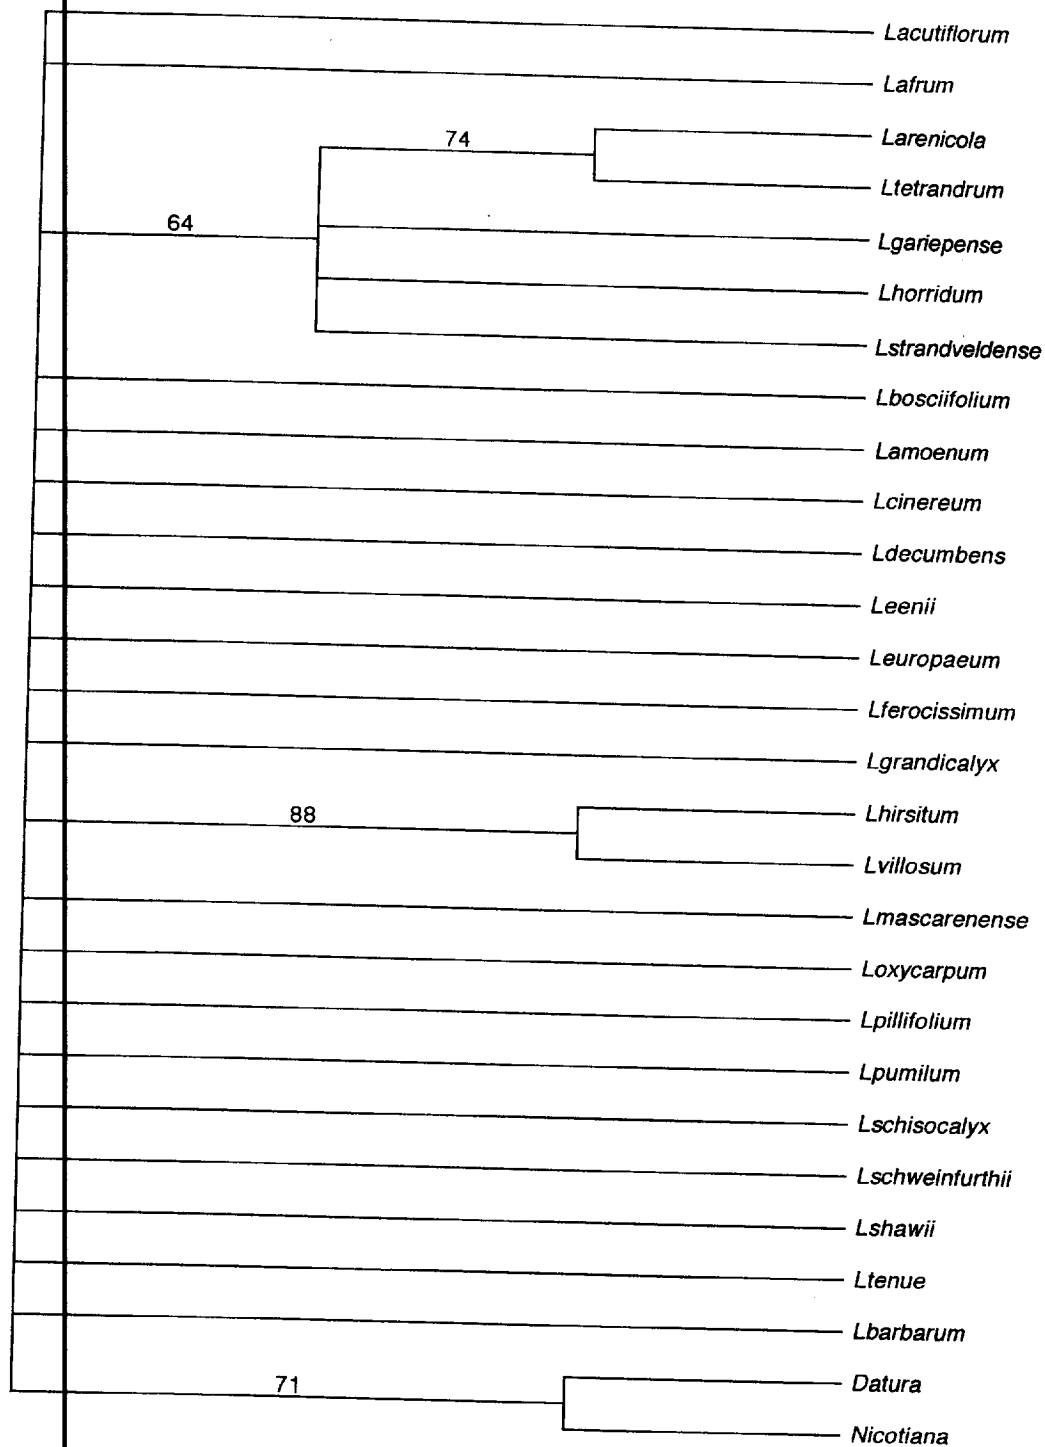 Lacutiflorum
Lafrum
74
Larenicola
Ltetrandrum
64
Lgariepense
Lhorridum
Lstrandveldense
Lbosciifolium
Lamoenum
Lcinereum
Ldecumbens
Leenii
Leuropaeum
Lferocissimum
Lgrandicalyx
88
Lhirsitum
Lvillosum
Lmascarenense
Loxycarpum
Lpillifolium
Lpumilum
Lschisocalyx
Lschweinfurthii
Lshawii
Ltenue
Lbarbarum
71
Datura
Nicotiana